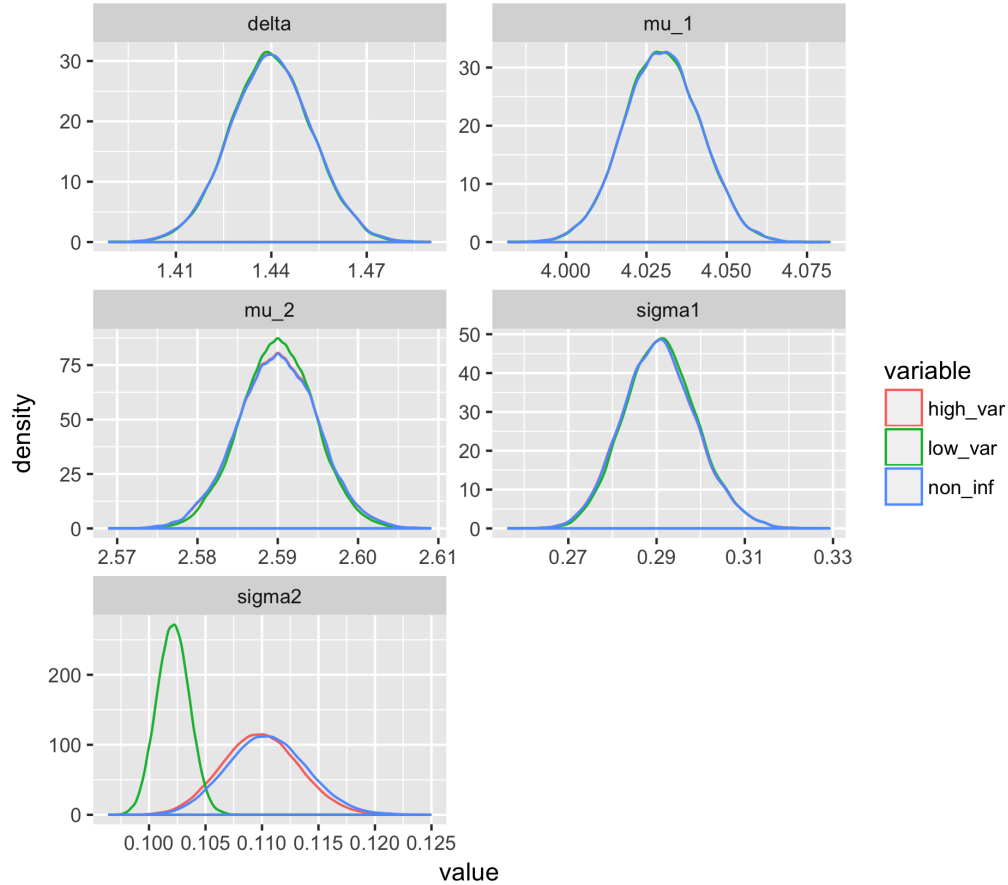 delta
mu_1
30
20
10
0
1.41 1.44 1.47
30
20
10
0
4.000 4.025 4.050 4.075
mu_2
sigma1
density
75
50
25
0
2.57 2.58 2.59 2.60 2.61
50
40
30
20
10
0
0.27 0.29 0.31 0.33
variable
high_var
low_var
non_inf
sigma2
200
100
0
0.100 0.105 0.110 0.115 0.120 0.125
value